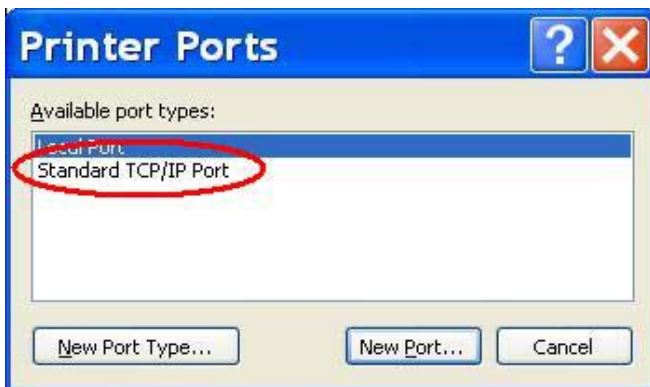 Printer Ports
Available port types:
Local Port
Standard TCP/IP Port
New Port Type...
New Port...
Cancel